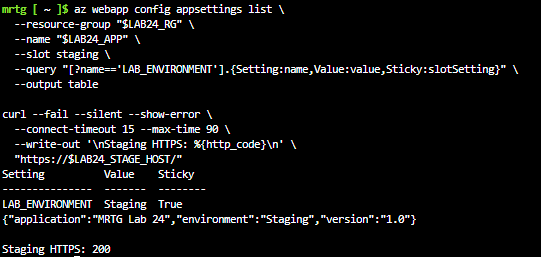 mrtg [ ~ ]$ az webapp config appsettings list \
  --resource-group "$LAB24_RG" \
  --name "$LAB24_APP" \
  --slot staging \
  --query "[?name=='LAB_ENVIRONMENT'].{Setting:name,Value:value,Sticky:slotSetting}" \
  --output table

curl --fail --silent --show-error \
  --connect-timeout 15 --max-time 90 \
  --write-out '\nStaging HTTPS: %{http_code}\n' \
  "https://$LAB24_STAGE_HOST/"
Setting          Value    Sticky
---------------  -------  --------
LAB_ENVIRONMENT  Staging  True
{"application":"MRTG Lab 24","environment":"Staging","version":"1.0"}

Staging HTTPS: 200